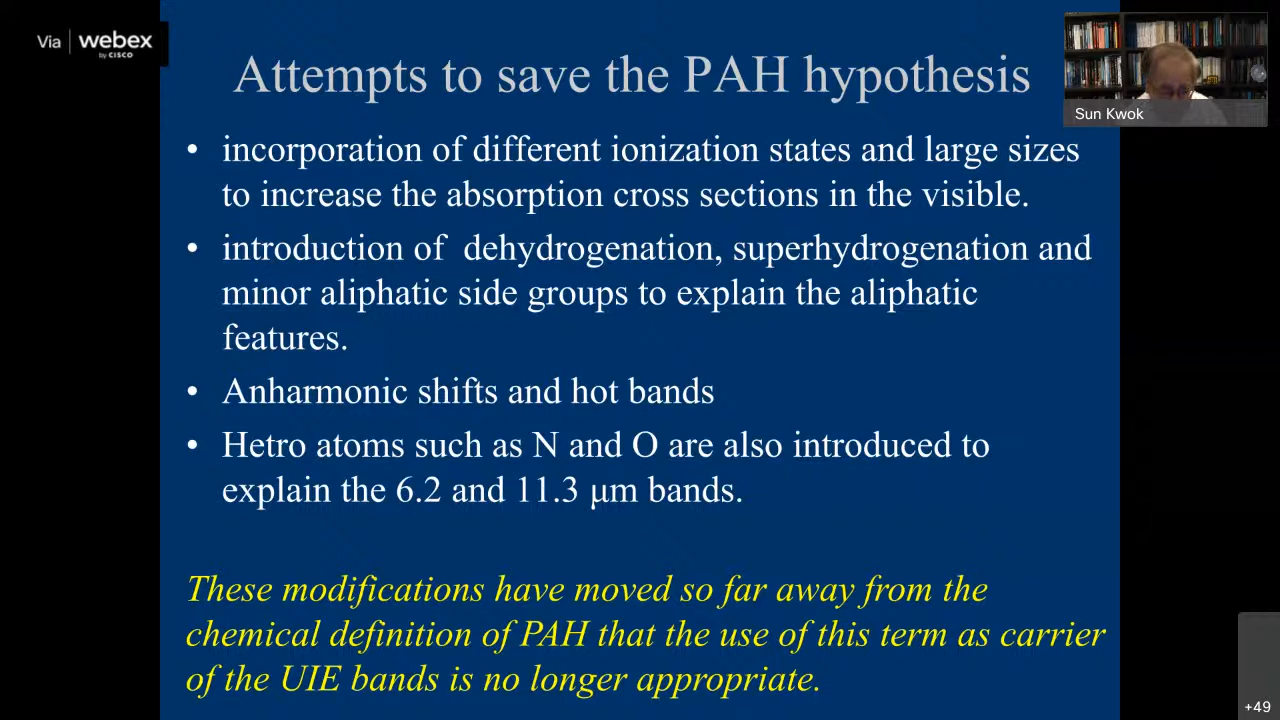 Via webex
by CISCO
Attempts to save the PAH hypothesis
Sun Kwok
• incorporation of different ionization states and large sizes
to increase the absorption cross sections in the visible.
• introduction of dehydrogenation, superhydrogenation and
minor aliphatic side groups to explain the aliphatic
features.
• Anharmonic shifts and hot bands
• Hetro atoms such as N and O are also introduced to
explain the 6.2 and 11.3 μm bands.
These modifications have moved so far away from the
chemical definition of PAH that the use of this term as carrier
of the UIE bands is no longer appropriate.
+49